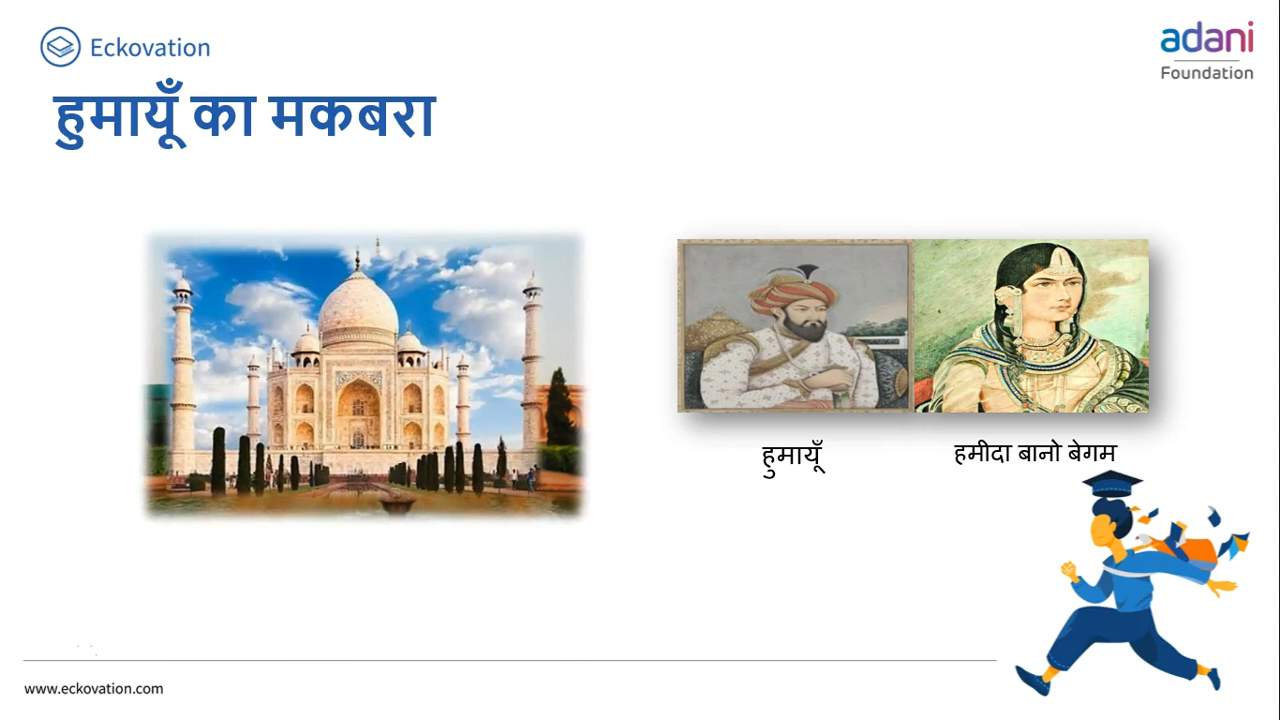 Eckovation
adani
Foundation
हुमायूँ का मकबरा
हुमायूँ
हमीदा बानो बेगम
www.eckovation.com